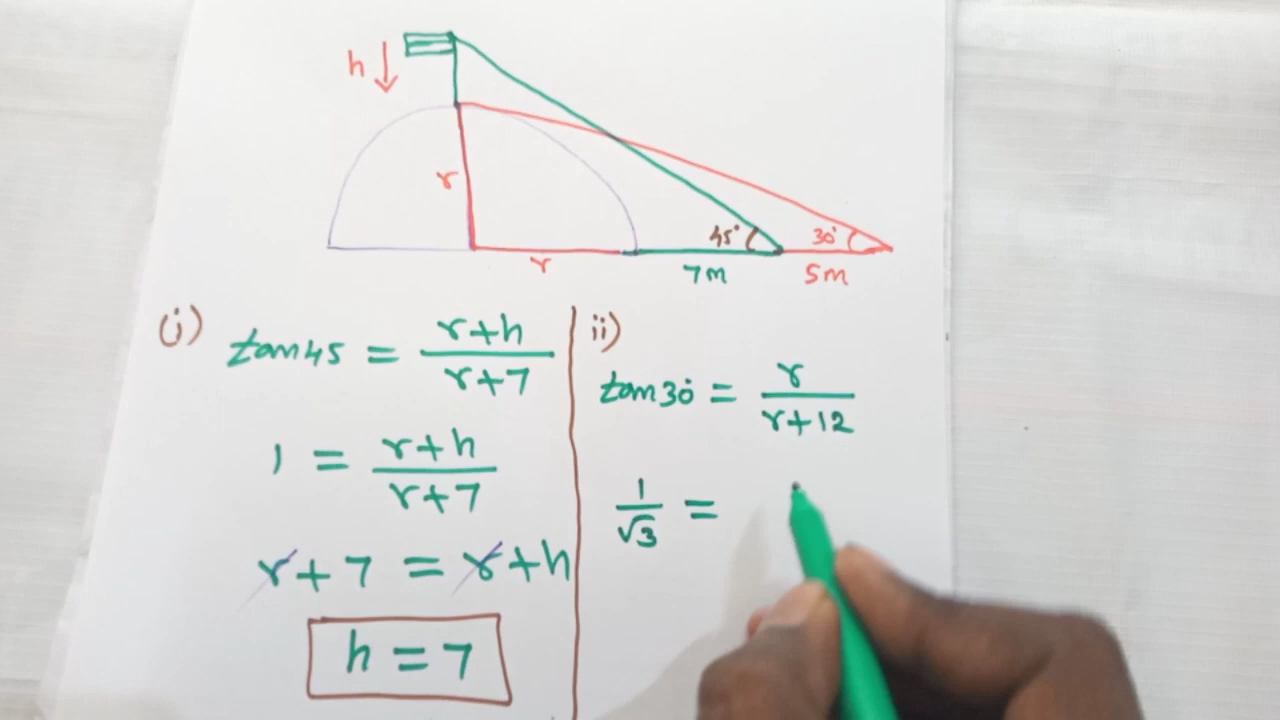 h
r
45°
30°
r
7m
5m
(i)
tan45 = r+h/r+7
1 = r+h/r+7
r+7 = r+h
h = 7
ii)
tan30° = r/r+12
1/√3 =